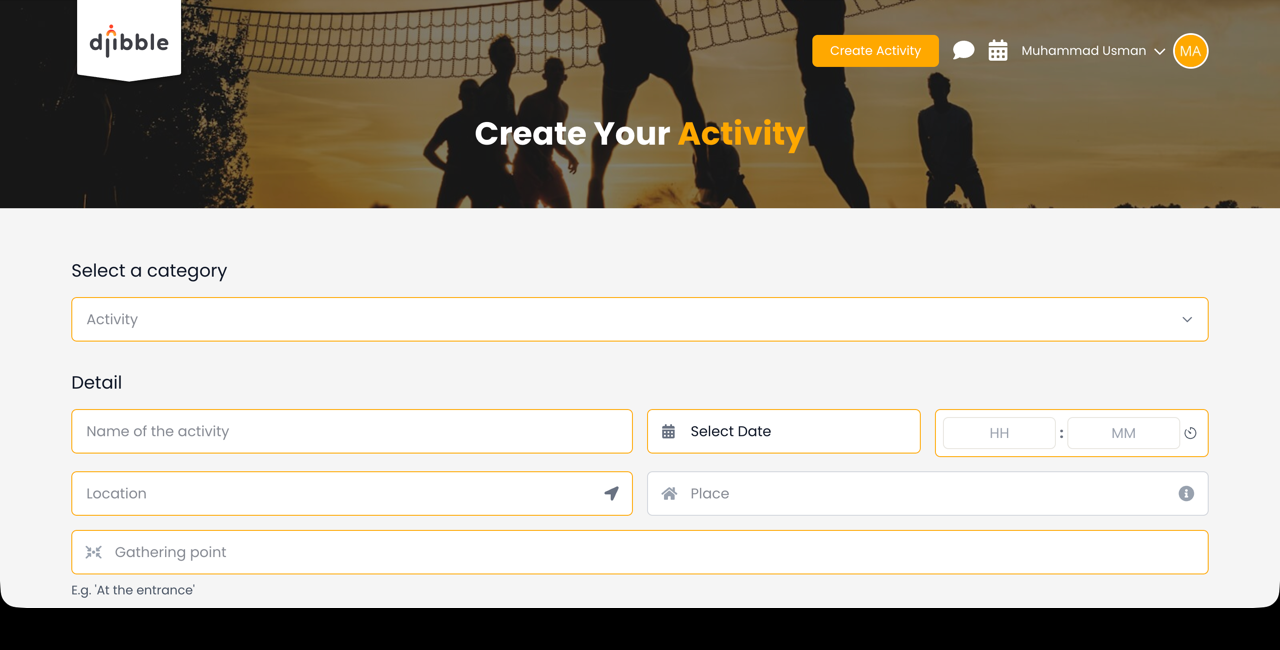 djibble
Create Activity
Muhammad Usman
MA
Create Your Activity
Select a category
Activity
Detail
Name of the activity
Select Date
HH : MM
Location
Place
Gathering point
E.g. 'At the entrance'